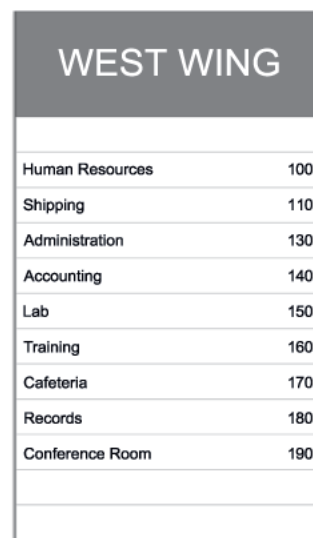 WEST WING
Human Resources 100
Shipping 110
Administration 130
Accounting 140
Lab 150
Training 160
Cafeteria 170
Records 180
Conference Room 190